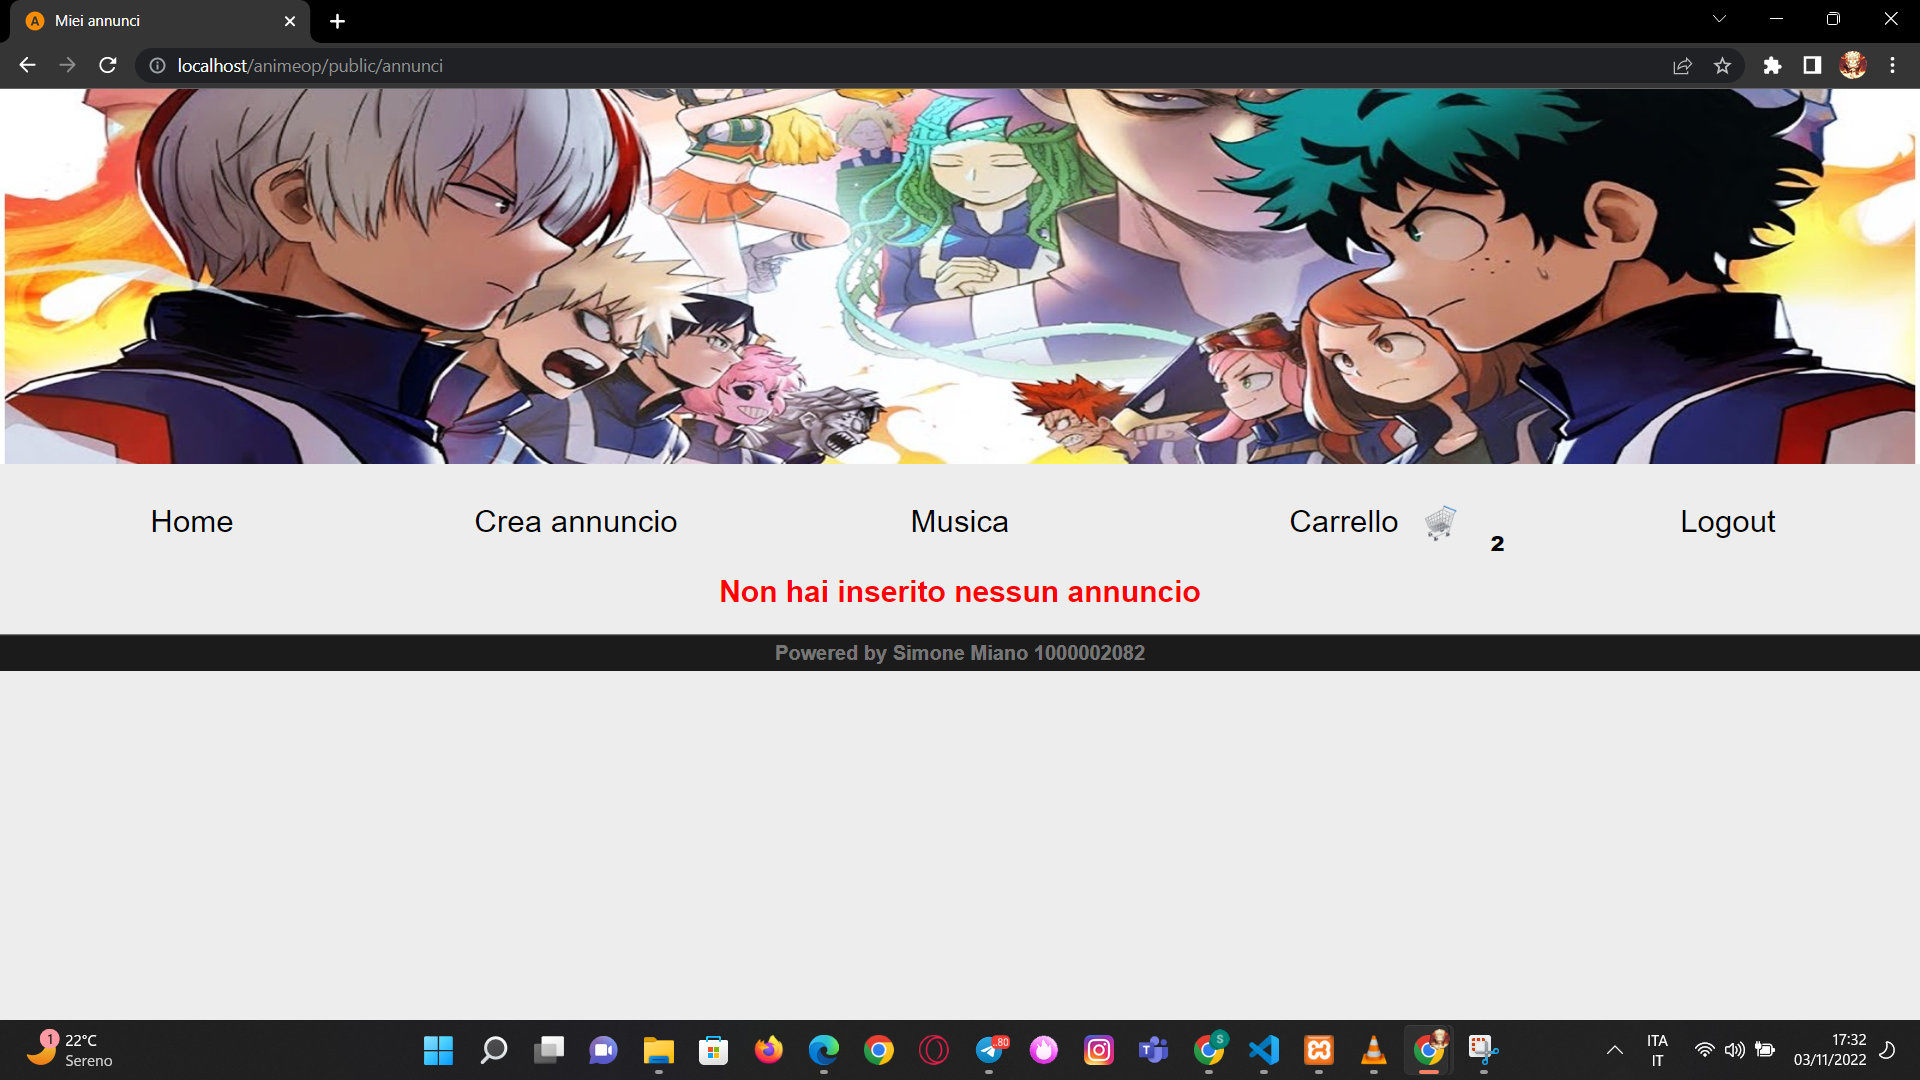 A Miei annunci
localhost/animeop/public/annunci
Home Crea annuncio Musica Carrello 2 Logout
Non hai inserito nessun annuncio
Powered by Simone Miano 1000002082
1 22°C
Sereno
80
S
ITA
IT
17:32
03/11/2022